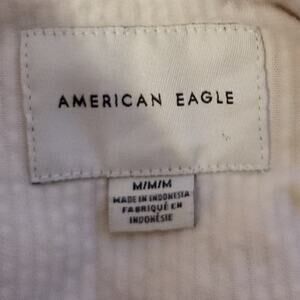 AMERICAN EAGLE
M/M/M
MADE IN INDONESIA
FABRIQUÉ EN
INDONÉSIE